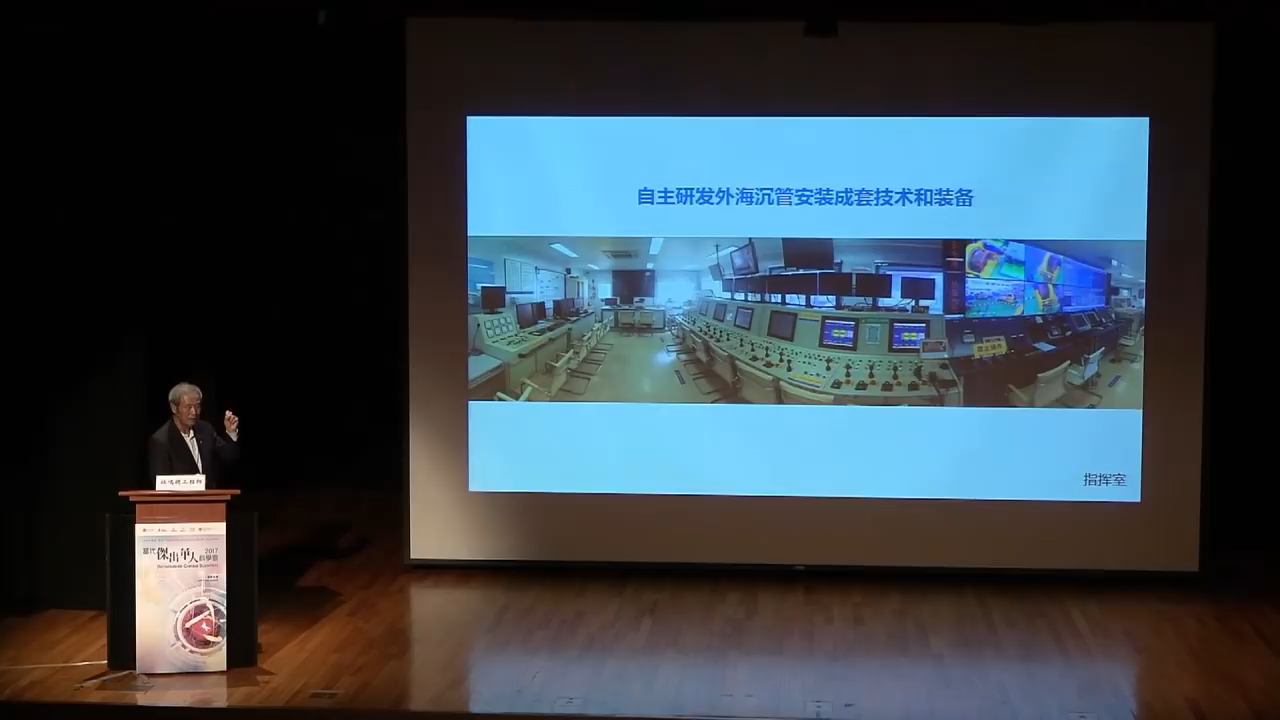 自主研发外海沉管安装成套技术和装备
指挥室
林鳴總工程師
當代傑出華人科學家
2017